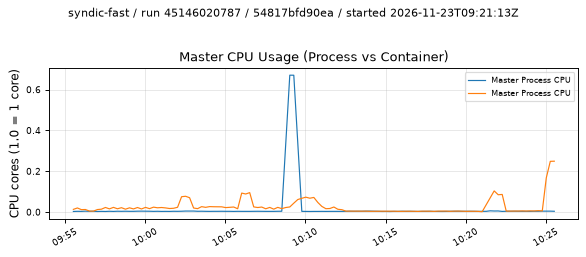 syndic-fast / run 45146020787 / 54817bfd90ea / started 2026-11-23T09:21:13Z
Master CPU Usage (Process vs Container)
CPU cores (1.0 = 1 core)
0.6
0.4
0.2
0.0
Master Process CPU
Master Process CPU
09:55
10:00
10:05
10:10
10:15
10:20
10:25